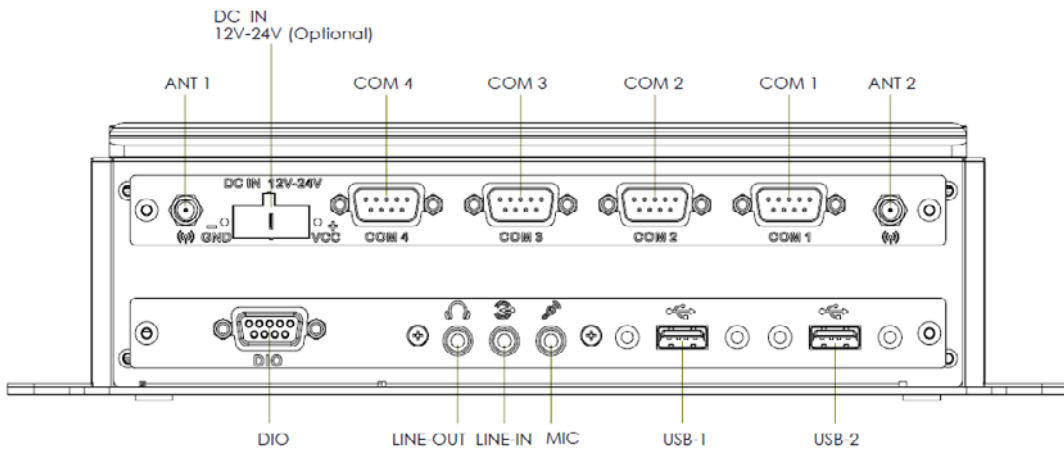 DC IN
12V-24V (Optional)
ANT 1
COM 4
COM 3
COM 2
COM 1
ANT 2
DC IN 12V-24V
- +
GND
VCC
COM 4
COM 3
COM 2
COM 1
DIO
DIO
LINE-OUT
LINE-IN
MIC
USB-1
USB-2